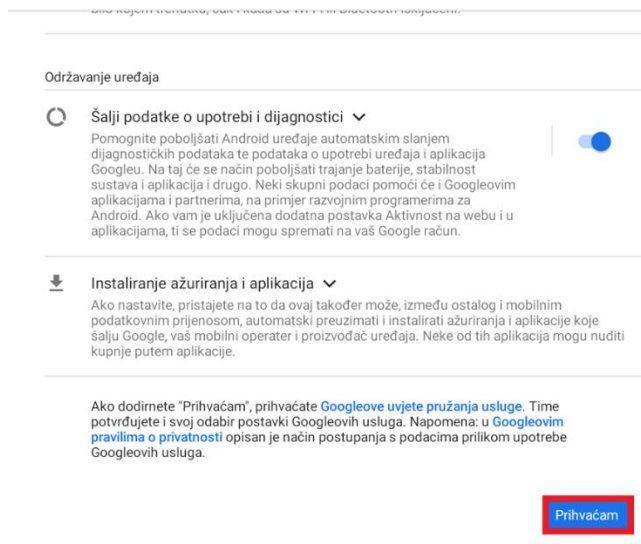 Održavanje uređaja
Šalji podatke o upotrebi i dijagnostici
Pomognite poboljšati Android uređaje automatskim slanjem
dijagnostičkih podataka te podataka o upotrebi uređaja i aplikacija
Googleu. Na taj će se način poboljšati trajanje baterije, stabilnost
sustava i aplikacija i drugo. Neki skupni podaci pomoći će i Googleovim
aplikacijama i partnerima, na primjer razvojnim programerima za
Android. Ako vam je uključena dodatna postavka Aktivnost na webu i u
aplikacijama, ti se podaci mogu spremati na vaš Google račun.
Instaliranje ažuriranja i aplikacija
Ako nastavite, pristajete na to da ovaj također može, između ostalog i mobilnim
podatkovnim prijenosom, automatski preuzimati i instalirati ažuriranja i aplikacije koje
šalju Google, vaš mobilni operater i proizvođač uređaja. Neke od tih aplikacija mogu nuditi
kupnje putem aplikacije.
Ako dodirnete "Prihvaćam", prihvaćate Googleove uvjete pružanja usluge. Time
potvrđujete i svoj odabir postavki Googleovih usluga. Napomena: u Googleovim
pravilima o privatnosti opisan je način postupanja s podacima prilikom upotrebe
Googleovih usluga.
Prihvaćam